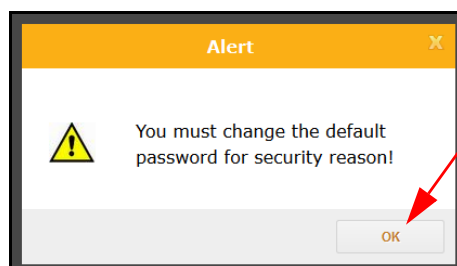 Alert
X
You must change the default
password for security reason!
OK